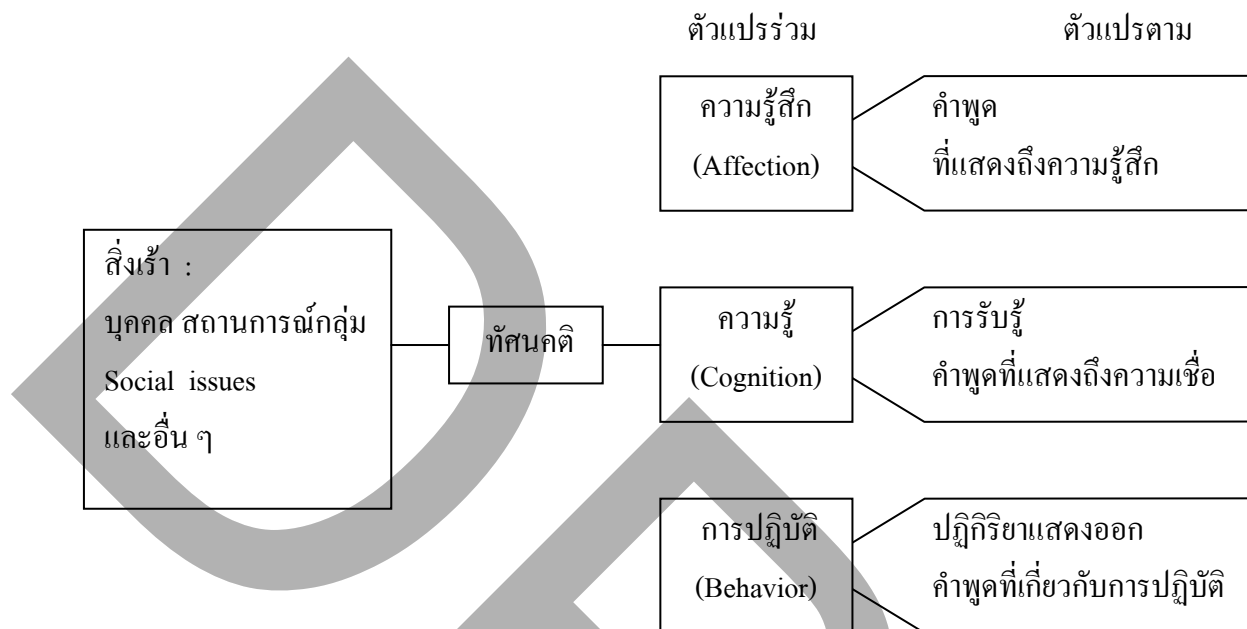 ตัวแปรร่วม
ตัวแปรตาม
ความรู้สึก
(Affection)
คำพูด
ที่แสดงถึงความรู้สึก
สิ่งเร้า :
บุคคล สถานการณ์กลุ่ม
Social issues
และอื่น ๆ
ทัศนคติ
ความรู้
(Cognition)
การรับรู้
คำพูดที่แสดงถึงความเชื่อ
การปฏิบัติ
(Behavior)
ปฏิกิริยาแสดงออก
คำพูดที่เกี่ยวกับการปฏิบัติ